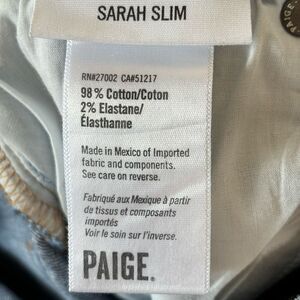 SARAH SLIM
PAIGE
RN#27002 CA#51217
98 % Cotton/Coton
2% Elastane/
Élasthanne
Made in Mexico of Imported
fabric and components.
See care on reverse.
Fabriqué aux Mexique à partir
de tissus et composants
importés
Voir le soin sur l'inverse.
PAIGE.